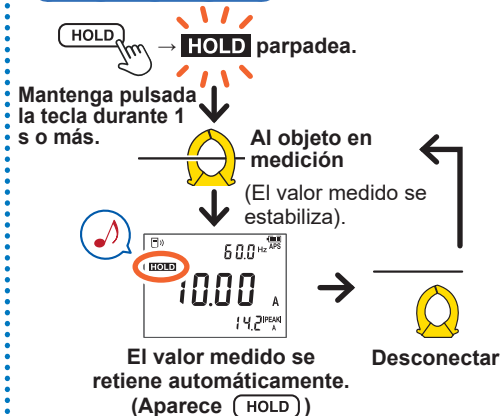 HOLD → HOLD parpadea.
Mantenga pulsada
la tecla durante 1
s o más.
Al objeto en
medición
(El valor medido se
estabiliza).
60.0 Hz APS
HOLD
10.00 A
14.2 PEAK A
El valor medido se
retiene automáticamente.
(Aparece HOLD)
Desconectar